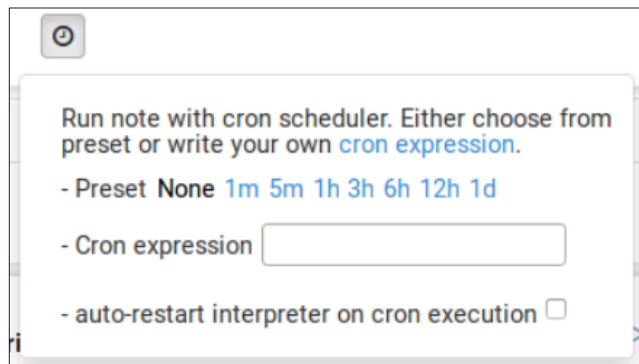 Run note with cron scheduler. Either choose from
preset or write your own cron expression.
- Preset None 1m 5m 1h 3h 6h 12h 1d
- Cron expression
- auto-restart interpreter on cron execution
ri